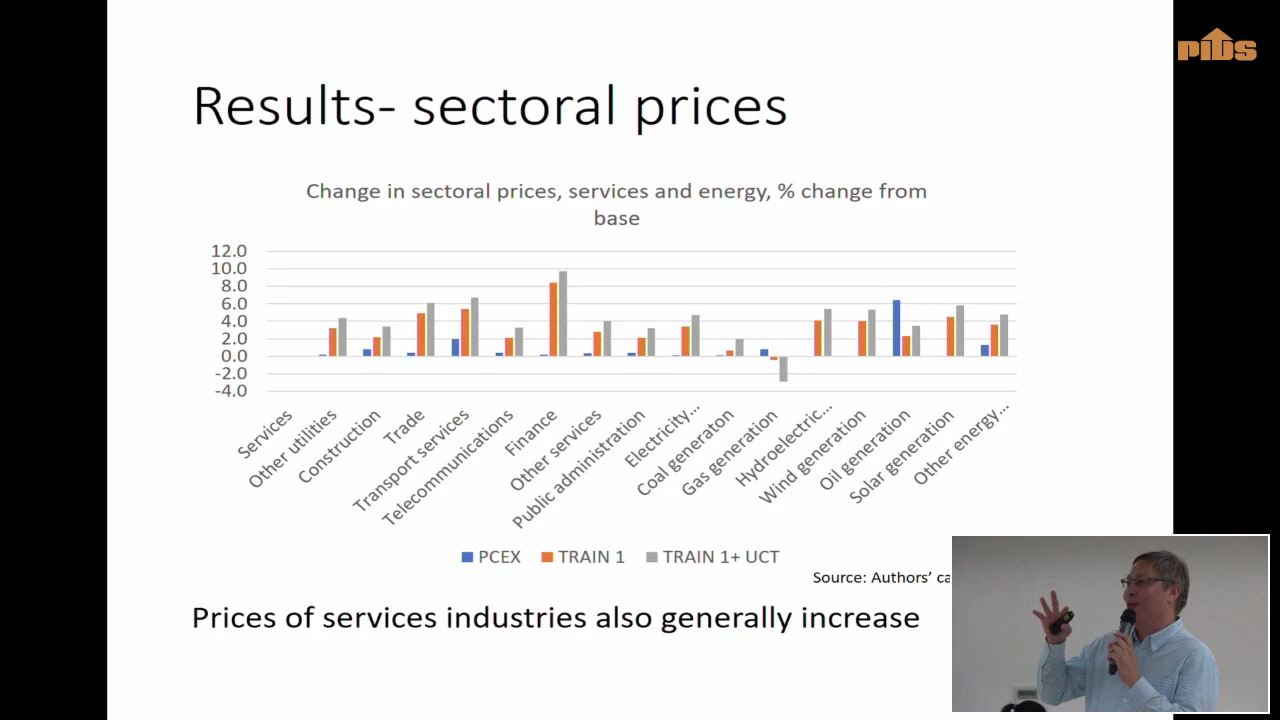 PIDS
Results- sectoral prices
Change in sectoral prices, services and energy, % change from
base
12.0
10.0
8.0
6.0
4.0
2.0
0.0
-2.0
-4.0
Services
Other utilities
Construction
Trade
Transport services
Telecommunications
Finance
Other services
Public administration
Electricity...
Coal generaton
Gas generation
Hydroelectric...
Wind generation
Oil generation
Solar generation
Other energy...
PCEX TRAIN 1 TRAIN 1+ UCT
Source: Authors’ ca
Prices of services industries also generally increase